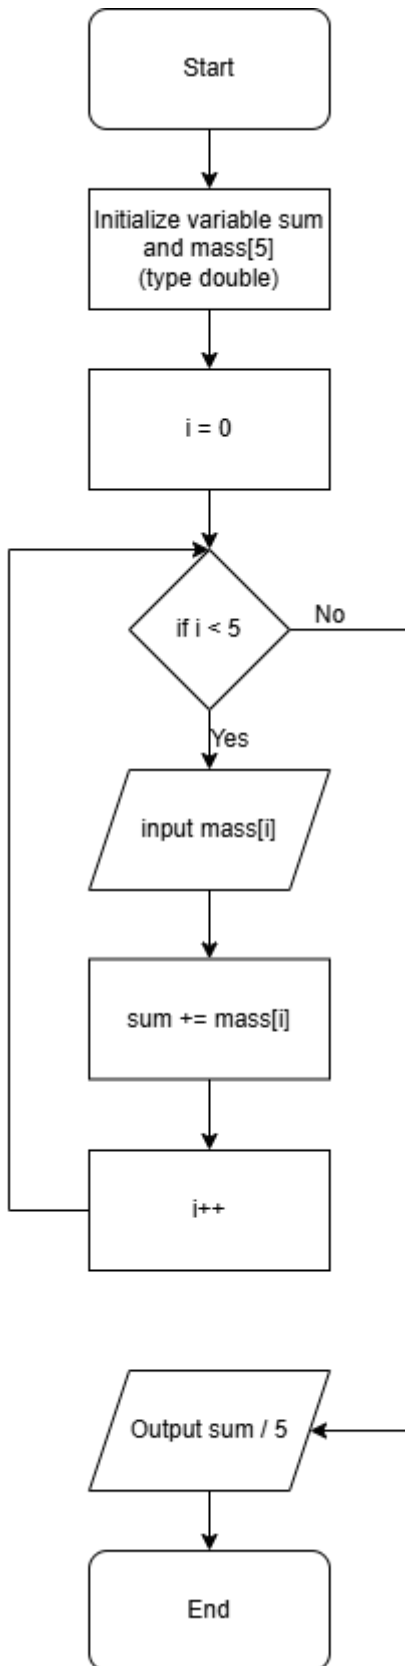 Start
Initialize variable sum
and mass[5]
(type double)
i = 0
if i < 5
No
Yes
input mass[i]
sum += mass[i]
i++
Output sum / 5
End